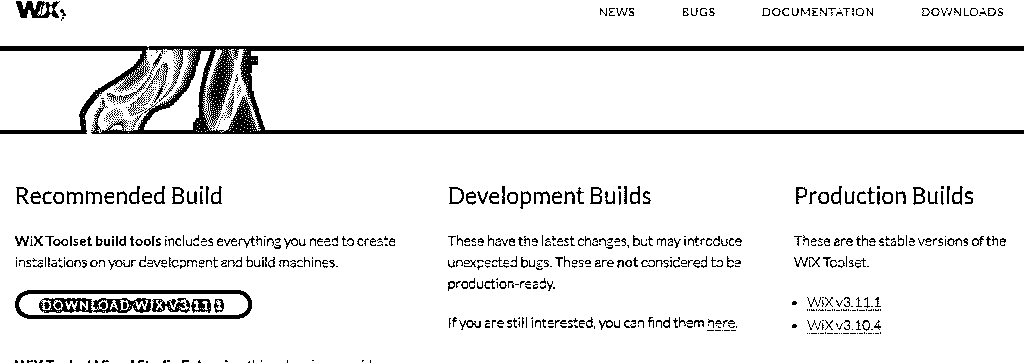 WiX
NEWS BUGS DOCUMENTATION DOWNLOADS
Recommended Build
WiX Toolset build tools includes everything you need to create
installations on your development and build machines.
DOWNLOAD WiX v3.11.1
Development Builds
These have the latest changes, but may introduce
unexpected bugs. These are not considered to be
production-ready.
If you are still interested, you can find them here.
Production Builds
These are the stable versions of the
WiX Toolset.
• WiX v3.11.1
• WiX v3.10.4